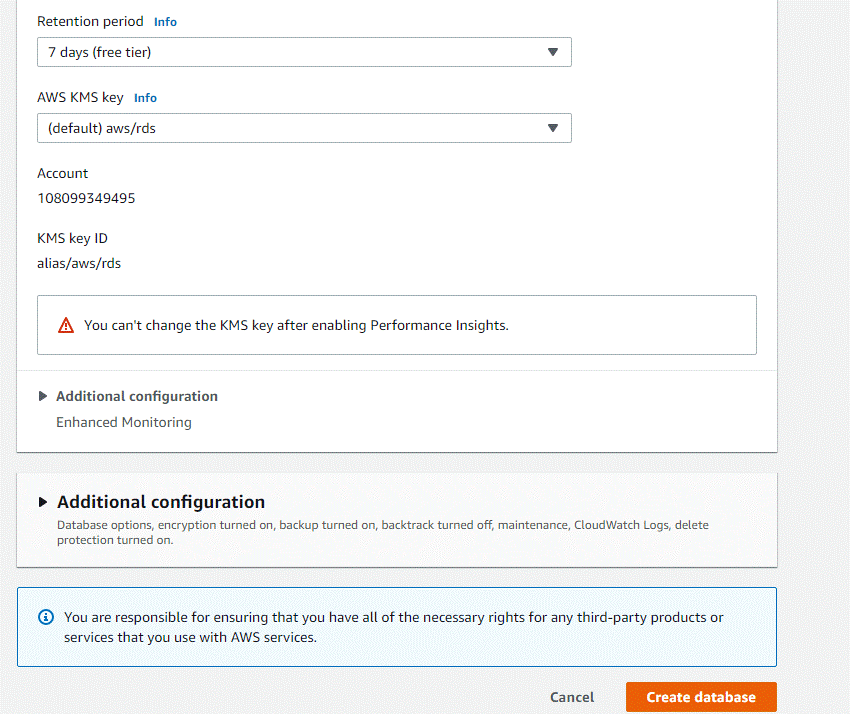 Retention period Info
7 days (free tier)
AWS KMS key Info
(default) aws/rds
Account
108099349495
KMS key ID
alias/aws/rds
You can't change the KMS key after enabling Performance Insights.
Additional configuration
Enhanced Monitoring
Additional configuration
Database options, encryption turned on, backup turned on, backtrack turned off, maintenance, CloudWatch Logs, delete
protection turned on.
You are responsible for ensuring that you have all of the necessary rights for any third-party products or
services that you use with AWS services.
Cancel Create database